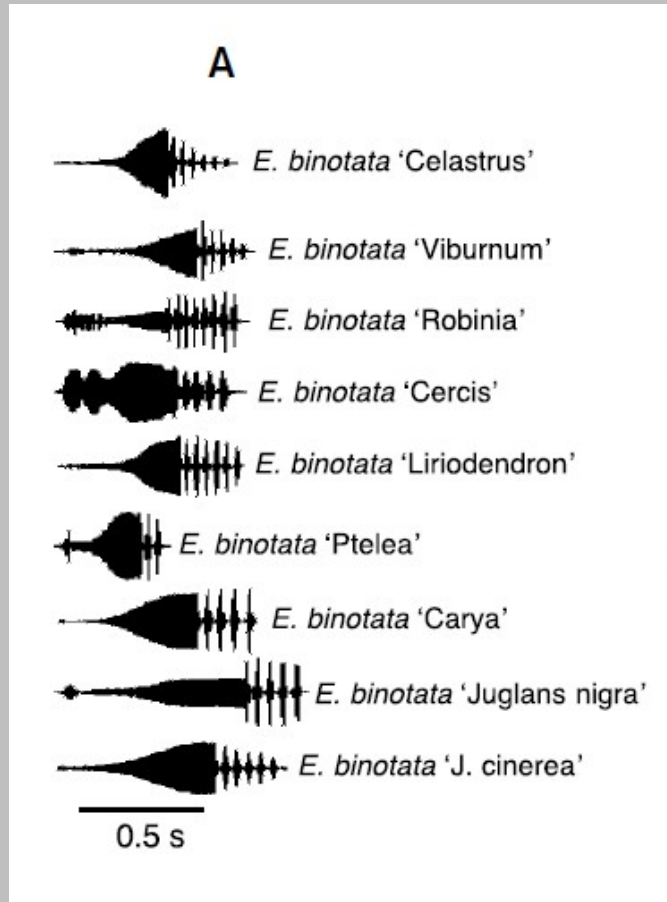 A
E. binotata ‘Celastrus’
E. binotata ‘Viburnum’
E. binotata ‘Robinia’
E. binotata ‘Cercis’
E. binotata ‘Liriodendron’
E. binotata ‘Ptelea’
E. binotata ‘Carya’
E. binotata ‘Juglans nigra’
E. binotata ‘J. cinerea’
0.5 s